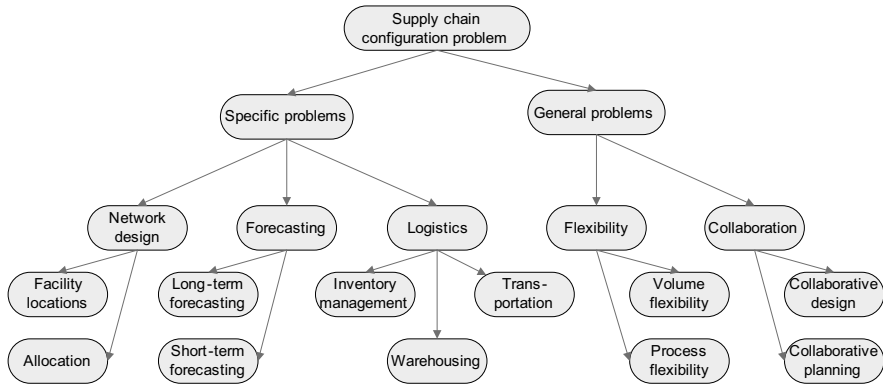 Supply chain
configuration problem
Specific problems
General problems
Network
design
Forecasting
Logistics
Flexibility
Collaboration
Facility
locations
Long-term
forecasting
Inventory
management
Trans-
portation
Volume
flexibility
Collaborative
design
Allocation
Short-term
forecasting
Warehousing
Process
flexibility
Collaborative
planning